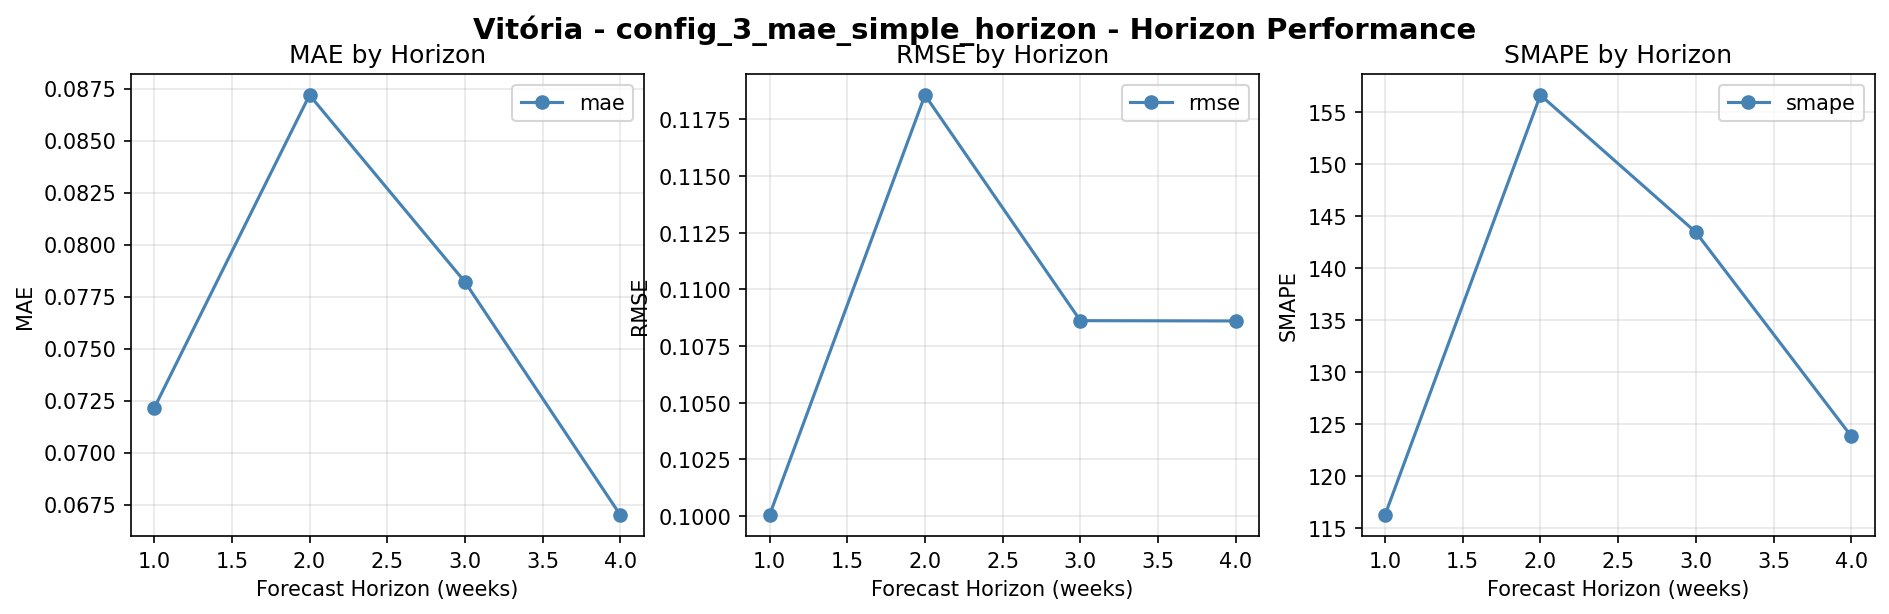 Vitória - config_3_mae_simple_horizon - Horizon Performance
MAE by Horizon
mae
0.0875
0.0850
0.0825
0.0800
0.0775
0.0750
0.0725
0.0700
0.0675
MAE
1.0 1.5 2.0 2.5 3.0 3.5 4.0
Forecast Horizon (weeks)
RMSE by Horizon
rmse
0.1175
0.1150
0.1125
0.1100
0.1075
0.1050
0.1025
0.1000
RMSE
1.0 1.5 2.0 2.5 3.0 3.5 4.0
Forecast Horizon (weeks)
SMAPE by Horizon
smape
155
150
145
140
135
130
125
120
115
SMAPE
1.0 1.5 2.0 2.5 3.0 3.5 4.0
Forecast Horizon (weeks)